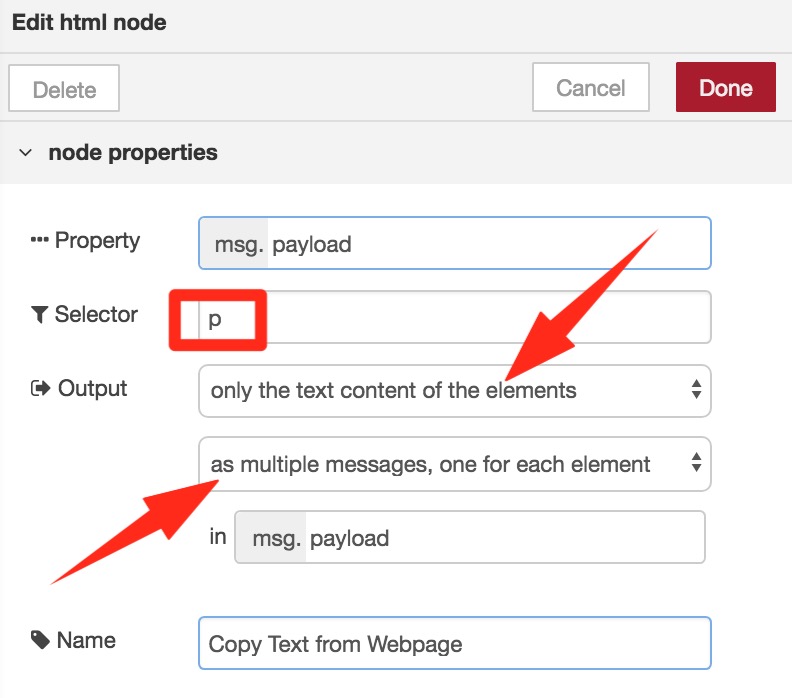 Edit html node
Delete Cancel Done
node properties
Property msg. payload
Selector p
Output only the text content of the elements
as multiple messages, one for each element
in msg. payload
Name Copy Text from Webpage